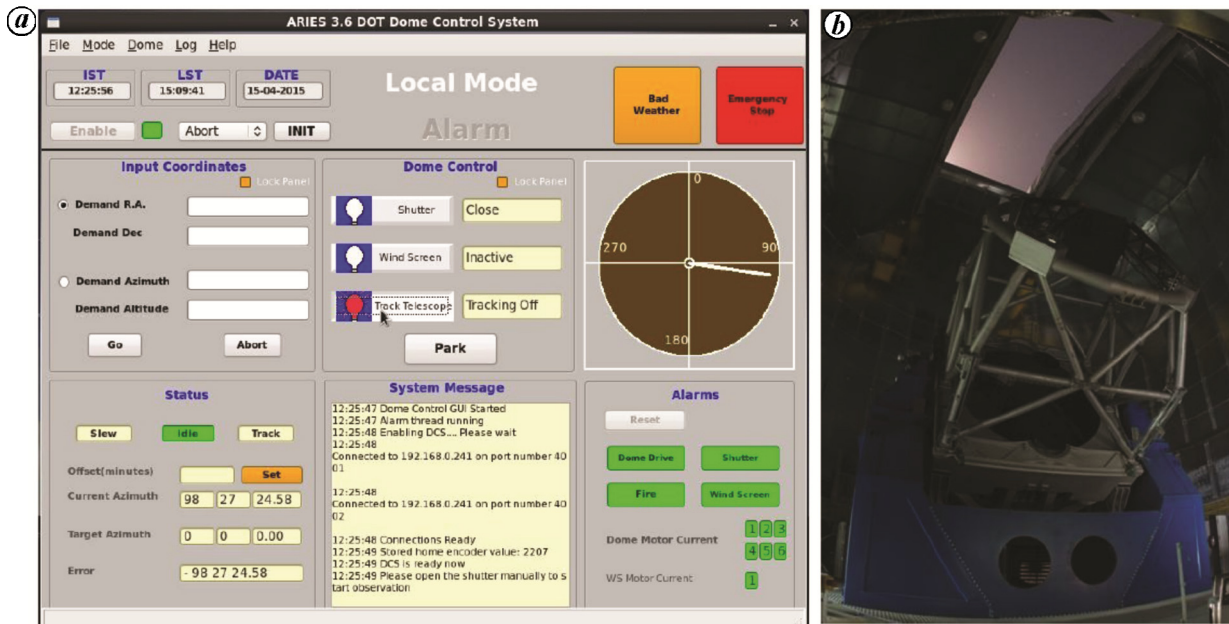 a
ARIES 3.6 DOT Dome Control System
File Mode Dome Log Help
IST LST DATE
12:25:56 15:09:41 15-04-2015
Local Mode
Bad Weather
Emergency Stop
Enable Abort INIT
Alarm
Input Coordinates
Lock Panel
Demand R.A.
Demand Dec
Demand Azimuth
Demand Altitude
Go Abort
Dome Control
Lock Panel
Shutter Close
Wind Screen Inactive
Track Telescope Tracking Off
Park
0
270 90
180
Status
Slew Idle Track
Offset(minutes) Set
Current Azimuth 98 27 24.58
Target Azimuth 0 0 0.00
Error - 98 27 24.58
System Message
12:25:47 Dome Control GUI Started
12:25:47 Alarm thread running
12:25:48 Enabling DCS.... Please wait
12:25:48
Connected to 192.168.0.241 on port number 40
01
12:25:48
Connected to 192.168.0.241 on port number 40
02
12:25:48 Connections Ready
12:25:49 Stored home encoder value: 2207
12:25:49 DCS is ready now
12:25:49 Please open the shutter manually to s
tart observation
Alarms
Reset
Dome Drive Shutter
Fire Wind Screen
Dome Motor Current 1 2 3
4 5 6
WS Motor Current 1
b